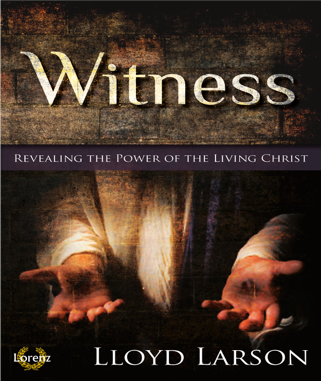 Witness
REVEALING THE POWER OF THE LIVING CHRIST
Lorenz
LLOYD LARSON